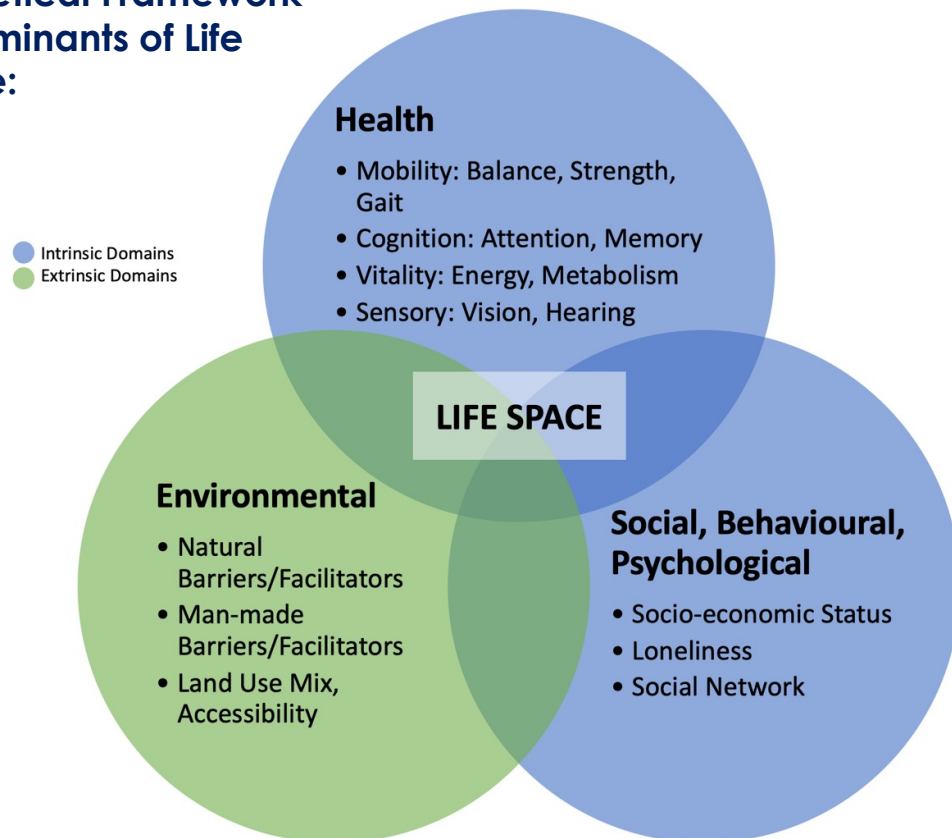 etical Framework
minants of Life
e:
Health
• Mobility: Balance, Strength,
Gait
• Cognition: Attention, Memory
• Vitality: Energy, Metabolism
• Sensory: Vision, Hearing
Intrinsic Domains
Extrinsic Domains
LIFE SPACE
Environmental
• Natural
Barriers/Facilitators
• Man-made
Barriers/Facilitators
• Land Use Mix,
Accessibility
Social, Behavioural,
Psychological
• Socio-economic Status
• Loneliness
• Social Network